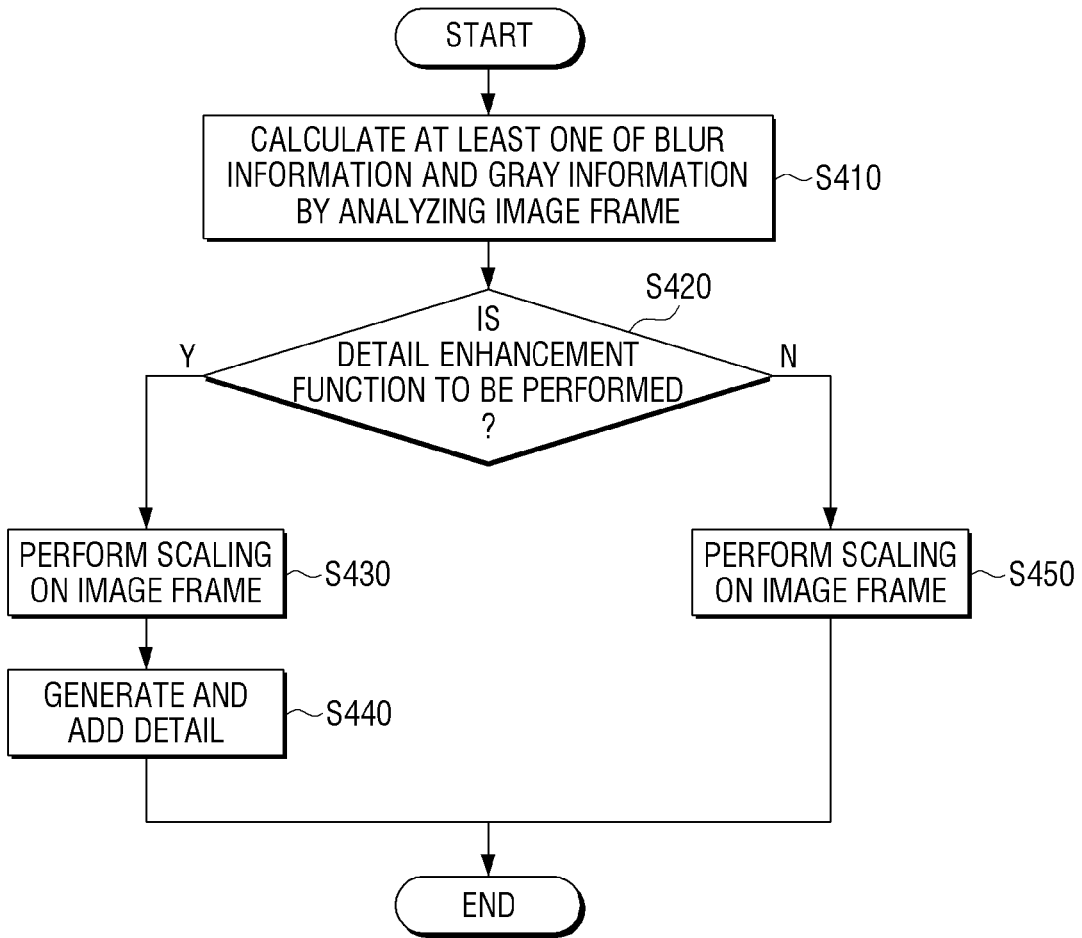 START
CALCULATE AT LEAST ONE OF BLUR
INFORMATION AND GRAY INFORMATION
BY ANALYZING IMAGE FRAME
S410
S420
IS
DETAIL ENHANCEMENT
FUNCTION TO BE PERFORMED
?
Y
N
PERFORM SCALING
ON IMAGE FRAME
S430
PERFORM SCALING
ON IMAGE FRAME
S450
GENERATE AND
ADD DETAIL
S440
END